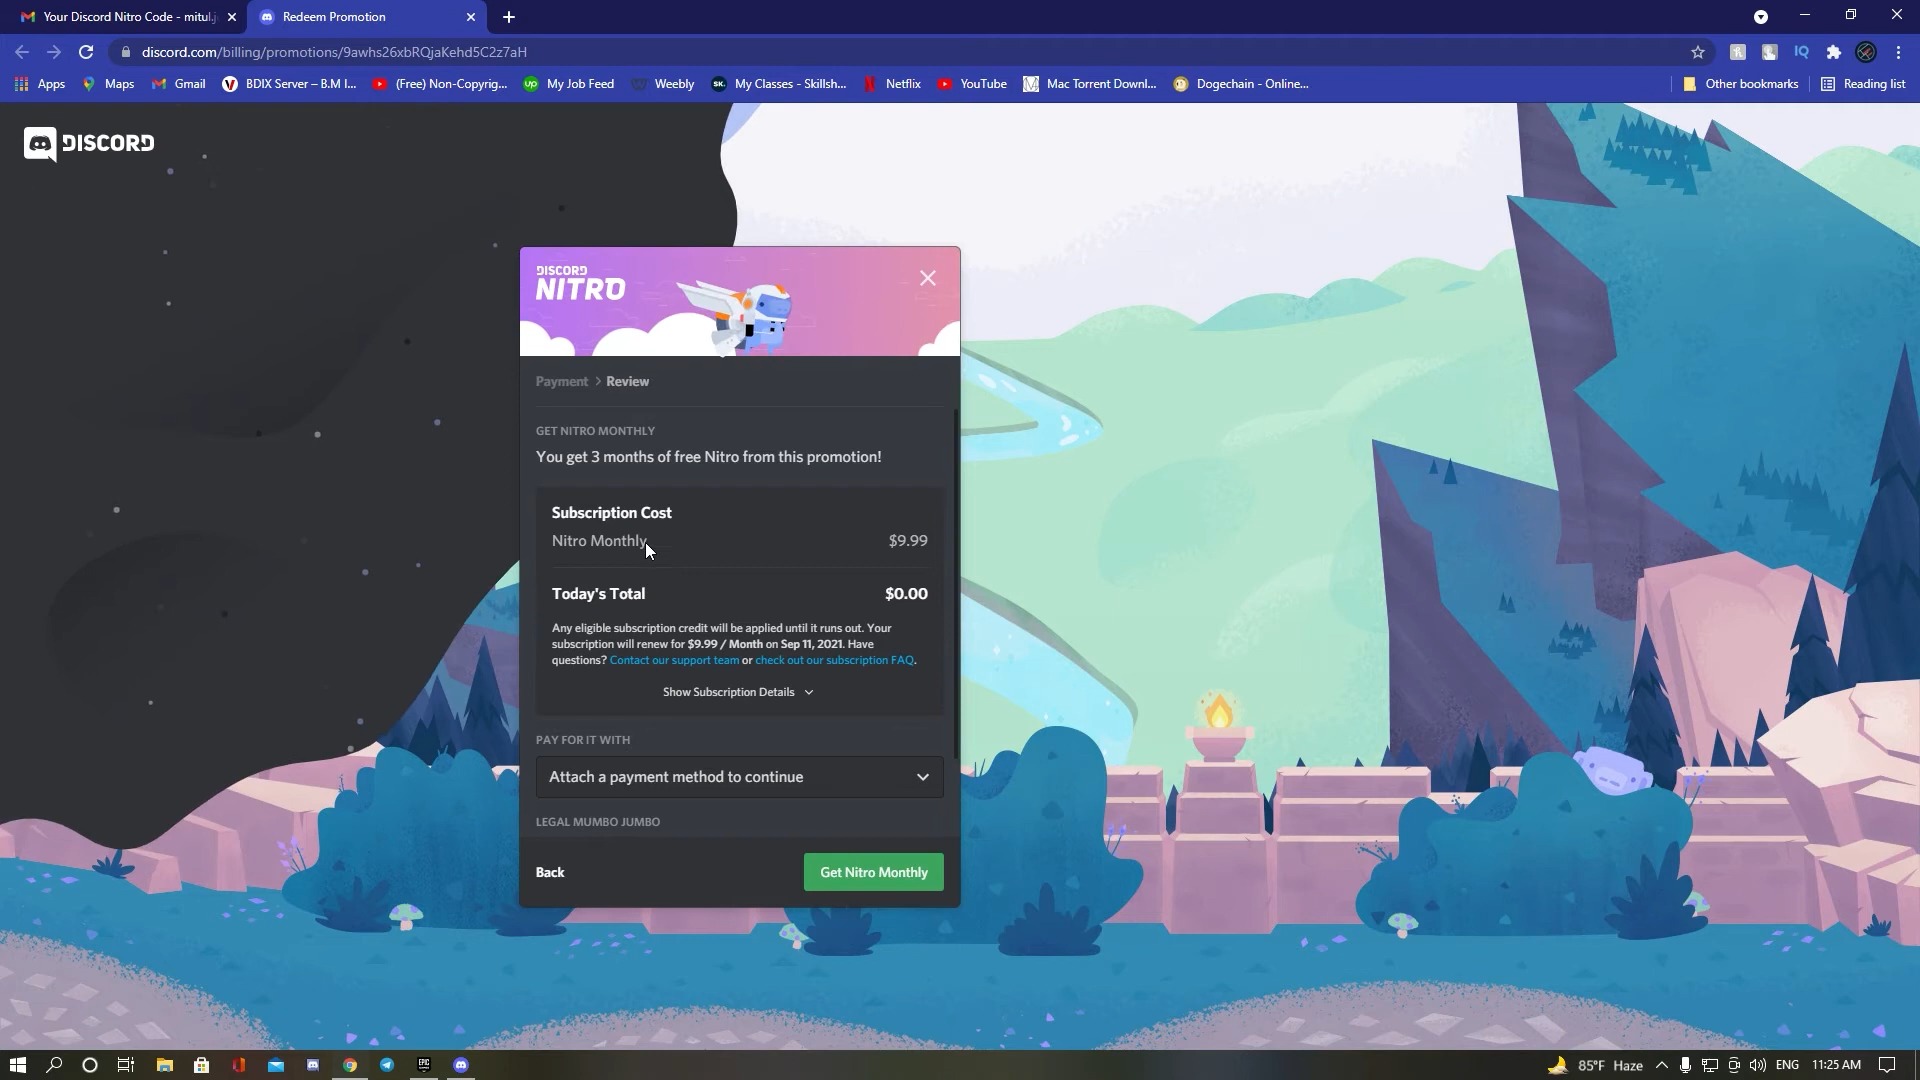 Your Discord Nitro Code - mitul.j
Redeem Promotion
discord.com/billing/promotions/9awhs26xbRQjaKehd5C2z7aH
IQ
Apps
Maps
Gmail
BDIX Server – B.M I...
(Free) Non-Copyrig...
My Job Feed
Weebly
My Classes - Skillsh...
Netflix
YouTube
Mac Torrent Downl...
Dogechain - Online...
Other bookmarks
Reading list
DISCORD
DISCORD
NITRO
Payment > Review
GET NITRO MONTHLY
You get 3 months of free Nitro from this promotion!
Subscription Cost
Nitro Monthly $9.99
Today's Total $0.00
Any eligible subscription credit will be applied until it runs out. Your
subscription will renew for $9.99 / Month on Sep 11, 2021. Have
questions? Contact our support team or check out our subscription FAQ.
Show Subscription Details
PAY FOR IT WITH
Attach a payment method to continue
LEGAL MUMBO JUMBO
Back
Get Nitro Monthly
85°F Haze
ENG
11:25 AM